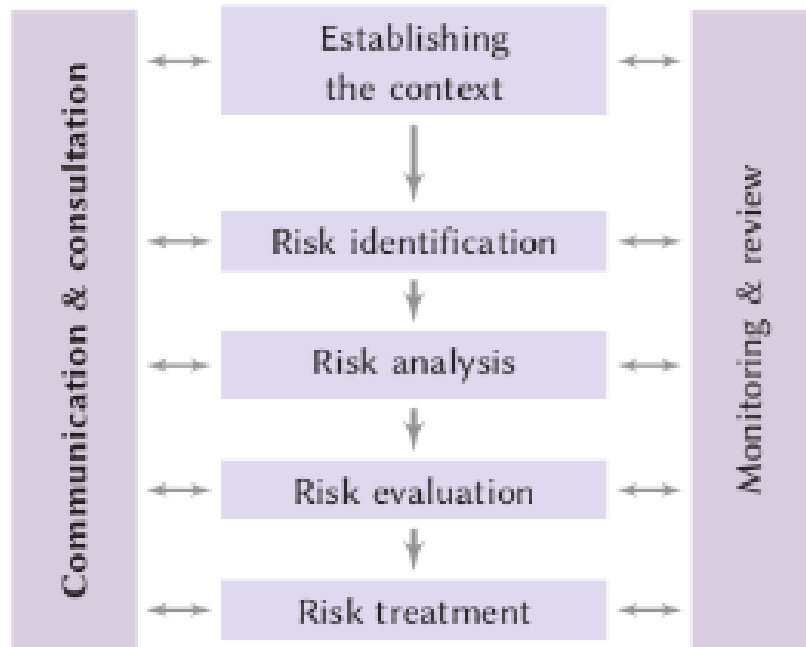 Communication & consultation
Establishing
the context
Risk identification
Risk analysis
Risk evaluation
Risk treatment
Monitoring & review